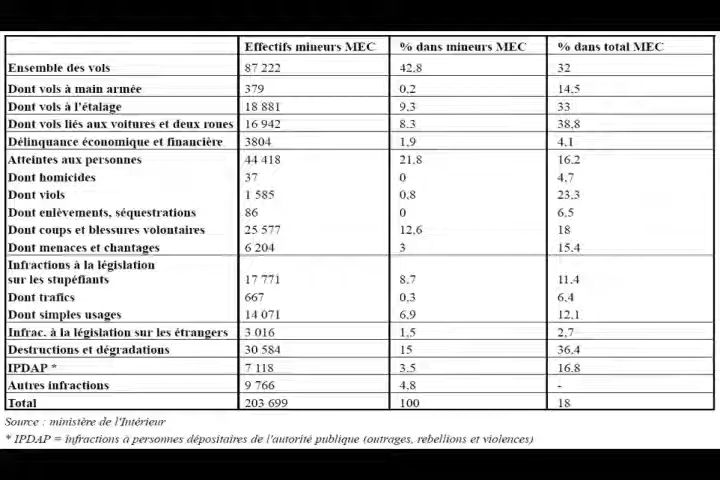 Effectifs mineurs MEC % dans mineurs MEC % dans total MEC
Ensemble des vols 87 222 42,8 32
Dont vols à main armée 379 0,2 14,5
Dont vols à l'étalage 18 881 9,3 33
Dont vols liés aux voitures et deux roues 16 942 8.3 38,8
Délinquance économique et financière 3804 1,9 4,1
Atteintes aux personnes 44 418 21,8 16,2
Dont homicides 37 0 4,7
Dont viols 1 585 0,8 23,3
Dont enlèvements, séquestrations 86 0 6,5
Dont coups et blessures volontaires 25 577 12,6 18
Dont menaces et chantages 6 204 3 15,4
Infractions à la législation
sur les stupéfiants 17 771 8,7 11,4
Dont trafics 667 0,3 6,4
Dont simples usages 14 071 6,9 12,1
Infrac. à la législation sur les étrangers 3 016 1,5 2,7
Destructions et dégradations 30 584 15 36,4
IPDAP * 7 118 3,5 16,8
Autres infractions 9 766 4,8 -
Total 203 699 100 18
Source : ministère de l'Intérieur
* IPDAP = infractions à personnes dépositaires de l'autorité publique (outrages, rebellions et violences)